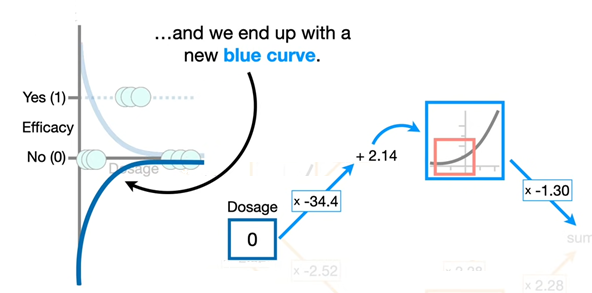 …and we end up with a
new blue curve.
Yes (1)
Efficacy
No (0)
Dosage
+ 2.14
x -34.4
x -1.30
Dosage
0
sum
x -2.52
x 2.28